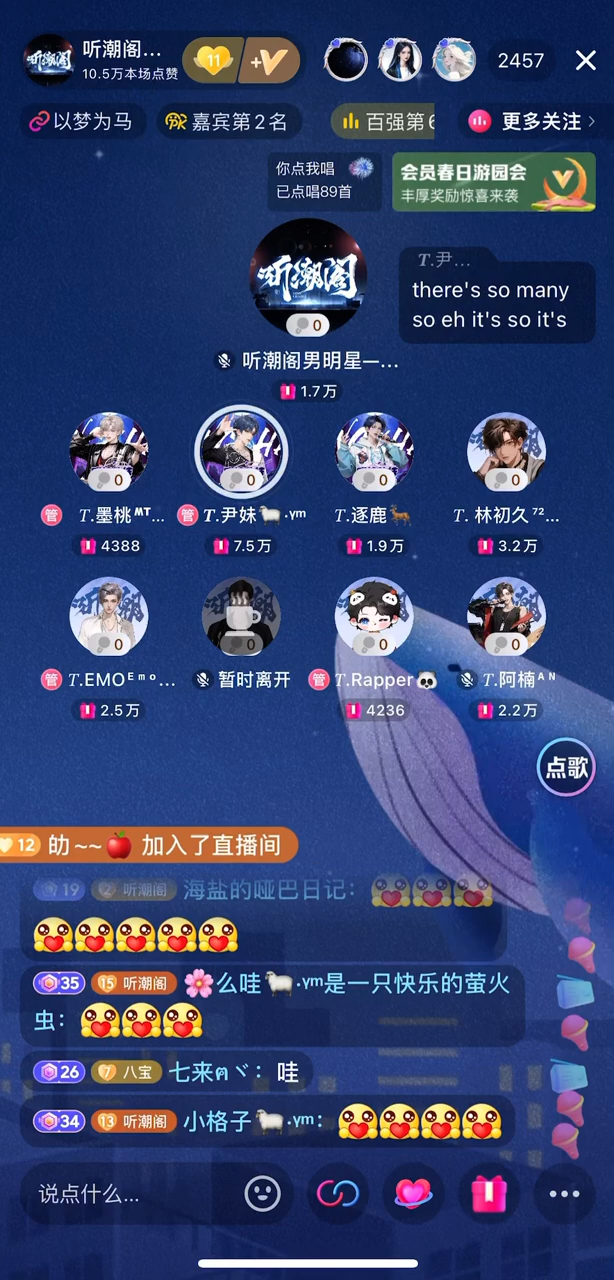 听潮阁...
10.5万本场点赞
11
+V
2457
以梦为马
嘉宾第2名
百强第6
更多关注
你点我唱
已点唱89首
会员春日游园会
丰厚奖励惊喜来袭
听潮阁
0
T.尹...
there's so many
so eh it's so it's
听潮阁男明星一...
1.7万
0
0
0
0
管 T.墨桃ᴹᵀ...
管 T.尹妹🐑.ʸᵐ
T.逐鹿🦌
T. 林初久⁷²...
4388
7.5万
1.9万
3.2万
0
0
0
0
管 T.EMOᴱᵐᵒ...
暂时离开
管 T.Rapper🐼
T.阿楠ᴬᴺ
2.5万
4236
2.2万
点歌
12 的~~🍎 加入了直播间
19 2 听潮阁 海盐的哑巴日记：
35 15 听潮阁 🌸么哇🐑.ʸᵐ是一只快乐的萤火
虫：
26 7 八宝 七来ฅヾ：哇
34 13 听潮阁 小格子🐑.ʸᵐ：
说点什么...